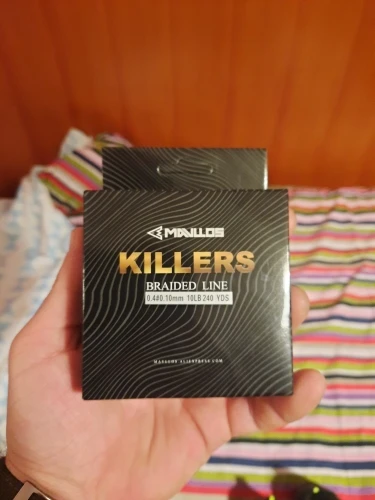 MAVLLOS
KILLERS
BRAIDED LINE
0.4#0.10mm 10LB 240 YDS